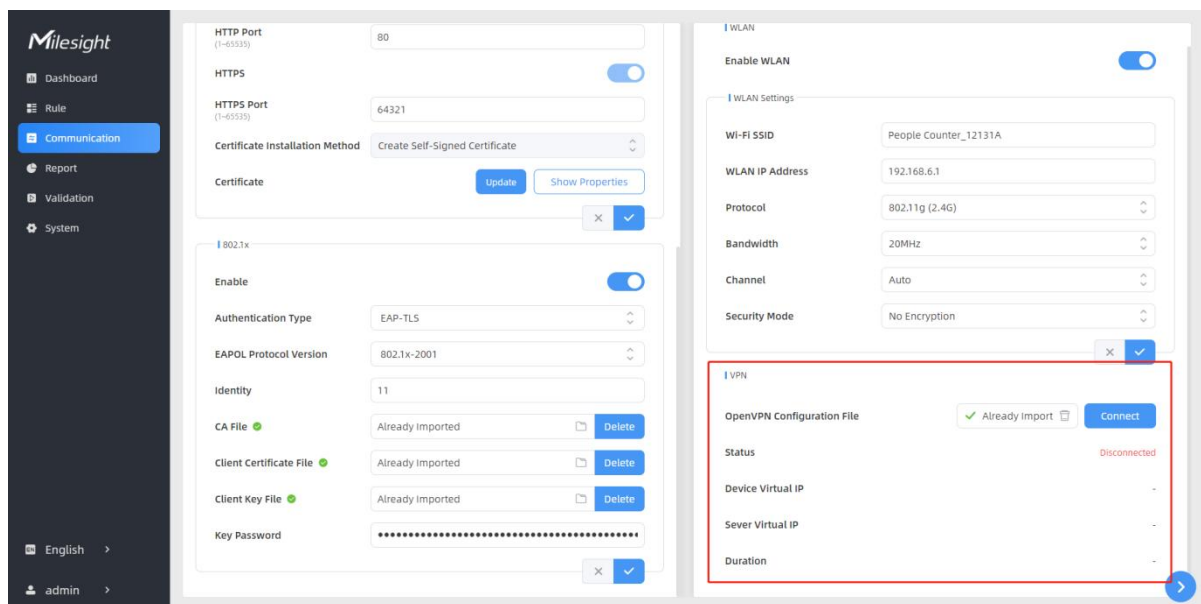 Milesight
Dashboard
Rule
Communication
Report
Validation
System
English
admin
HTTP Port
(1~65535)
80
HTTPS
HTTPS Port
(1~65535)
64321
Certificate Installation Method
Create Self-Signed Certificate
Certificate
Update
Show Properties
802.1x
Enable
Authentication Type
EAP-TLS
EAPOL Protocol Version
802.1x-2001
Identity
11
CA File
Already Imported
Delete
Client Certificate File
Already Imported
Delete
Client Key File
Already Imported
Delete
Key Password
WLAN
Enable WLAN
WLAN Settings
Wi-Fi SSID
People Counter_12131A
WLAN IP Address
192.168.6.1
Protocol
802.11g (2.4G)
Bandwidth
20MHz
Channel
Auto
Security Mode
No Encryption
VPN
OpenVPN Configuration File
Already Import
Connect
Status
Disconnected
Device Virtual IP
-
Sever Virtual IP
-
Duration
-